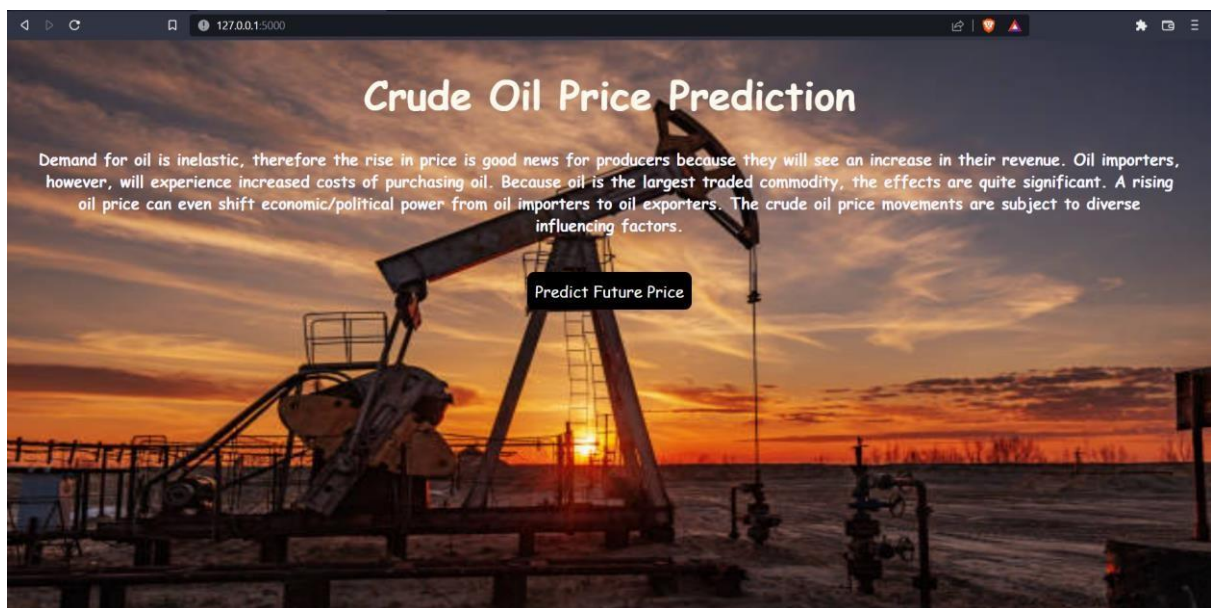 127.0.0.1:5000
Crude Oil Price Prediction
Demand for oil is inelastic, therefore the rise in price is good news for producers because they will see an increase in their revenue. Oil importers,
however, will experience increased costs of purchasing oil. Because oil is the largest traded commodity, the effects are quite significant. A rising
oil price can even shift economic/political power from oil importers to oil exporters. The crude oil price movements are subject to diverse
influencing factors.
Predict Future Price